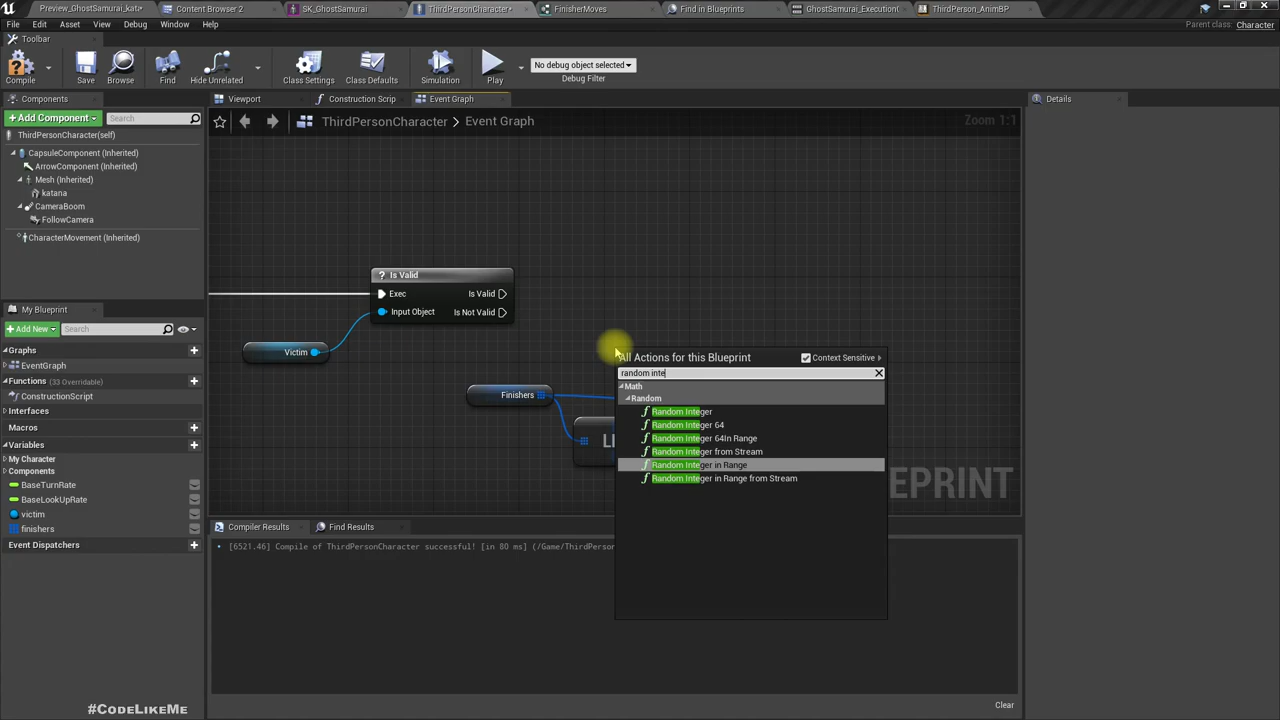 Preview_GhostSamurai_kat*
Content Browser 2
SK_GhostSamurai
ThirdPersonCharacter*
FinisherMoves
Find in Blueprints
GhostSamurai_Execution(
ThirdPerson_AnimBP
File Edit Asset View Debug Window Help
Parent class: Character
Toolbar
Compile Save Browse Find Hide Unrelated Class Settings Class Defaults Simulation Play
No debug object selected
Debug Filter
Components
+ Add Component Search
ThirdPersonCharacter(self)
CapsuleComponent (Inherited)
ArrowComponent (Inherited)
Mesh (Inherited)
katana
CameraBoom
FollowCamera
CharacterMovement (Inherited)
Viewport Construction Scrip Event Graph
ThirdPersonCharacter > Event Graph
Zoom 1:1
Details
? Is Valid
Exec Is Valid
Input Object Is Not Valid
Victim
Finishers
LE
All Actions for this Blueprint Context Sensitive
random inte
Math
Random
f Random Integer
f Random Integer 64
f Random Integer 64In Range
f Random Integer from Stream
f Random Integer in Range
f Random Integer in Range from Stream
EPRINT
My Blueprint
+ Add New Search
Graphs
EventGraph
Functions (33 Overridable)
ConstructionScript
Interfaces
Macros
Variables
My Character
Components
BaseTurnRate
BaseLookUpRate
victim
finishers
Event Dispatchers
Compiler Results Find Results
[6521.46] Compile of ThirdPersonCharacter successful! [in 80 ms] (/Game/ThirdPerson
Clear
#CodeLikeMe